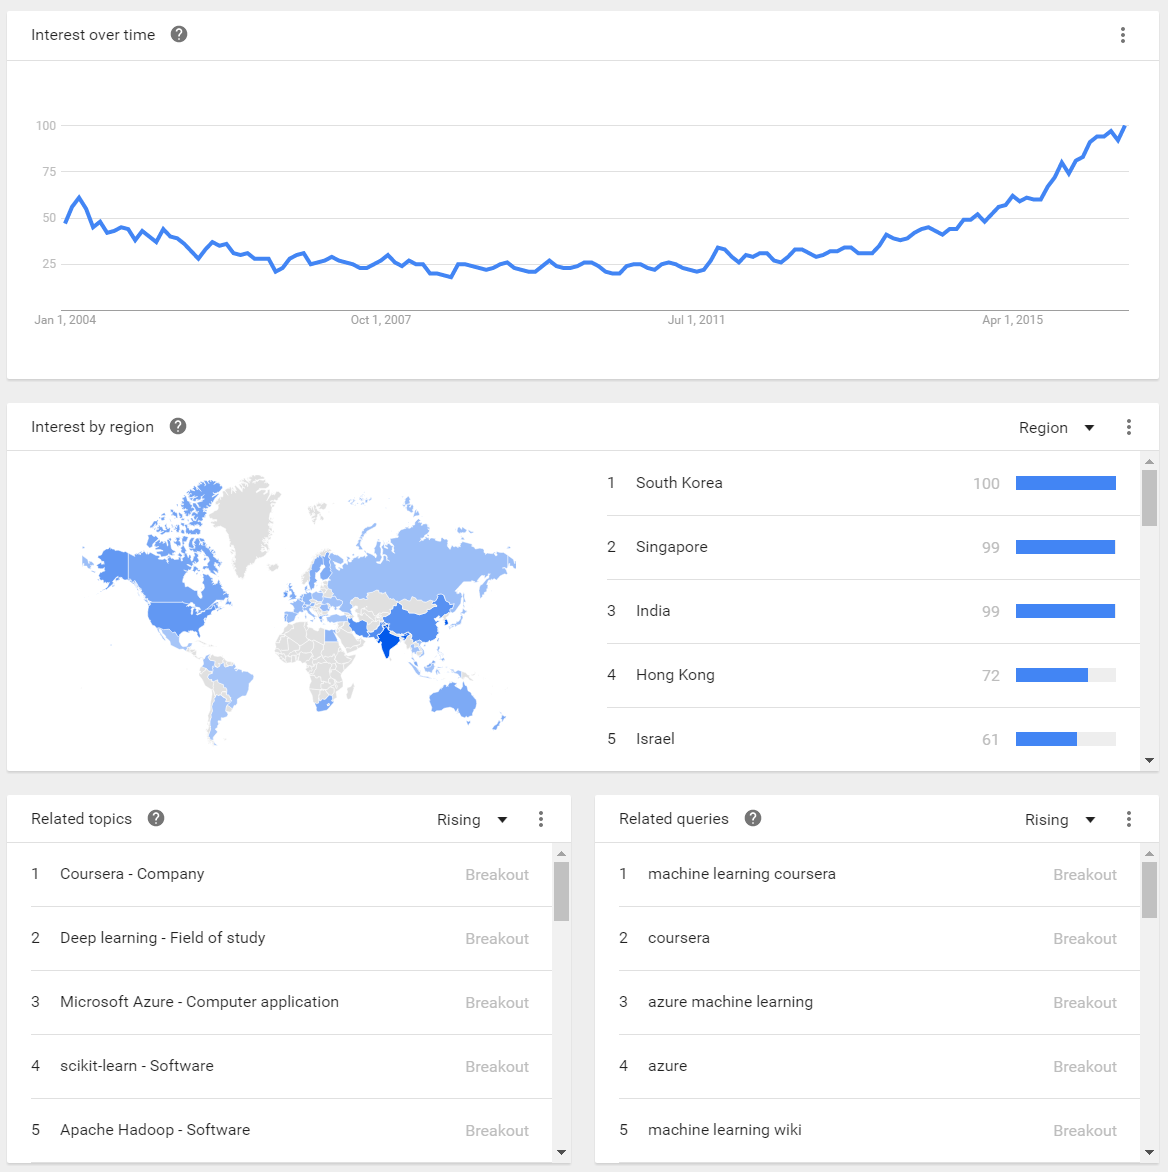 Interest over time ?
100
75
50
25
Jan 1, 2004 Oct 1, 2007 Jul 1, 2011 Apr 1, 2015
Interest by region ? Region
1 South Korea 100
2 Singapore 99
3 India 99
4 Hong Kong 72
5 Israel 61
Related topics ? Rising
1 Coursera - Company Breakout
2 Deep learning - Field of study Breakout
3 Microsoft Azure - Computer application Breakout
4 scikit-learn - Software Breakout
5 Apache Hadoop - Software Breakout
Related queries ? Rising
1 machine learning coursera Breakout
2 coursera Breakout
3 azure machine learning Breakout
4 azure Breakout
5 machine learning wiki Breakout